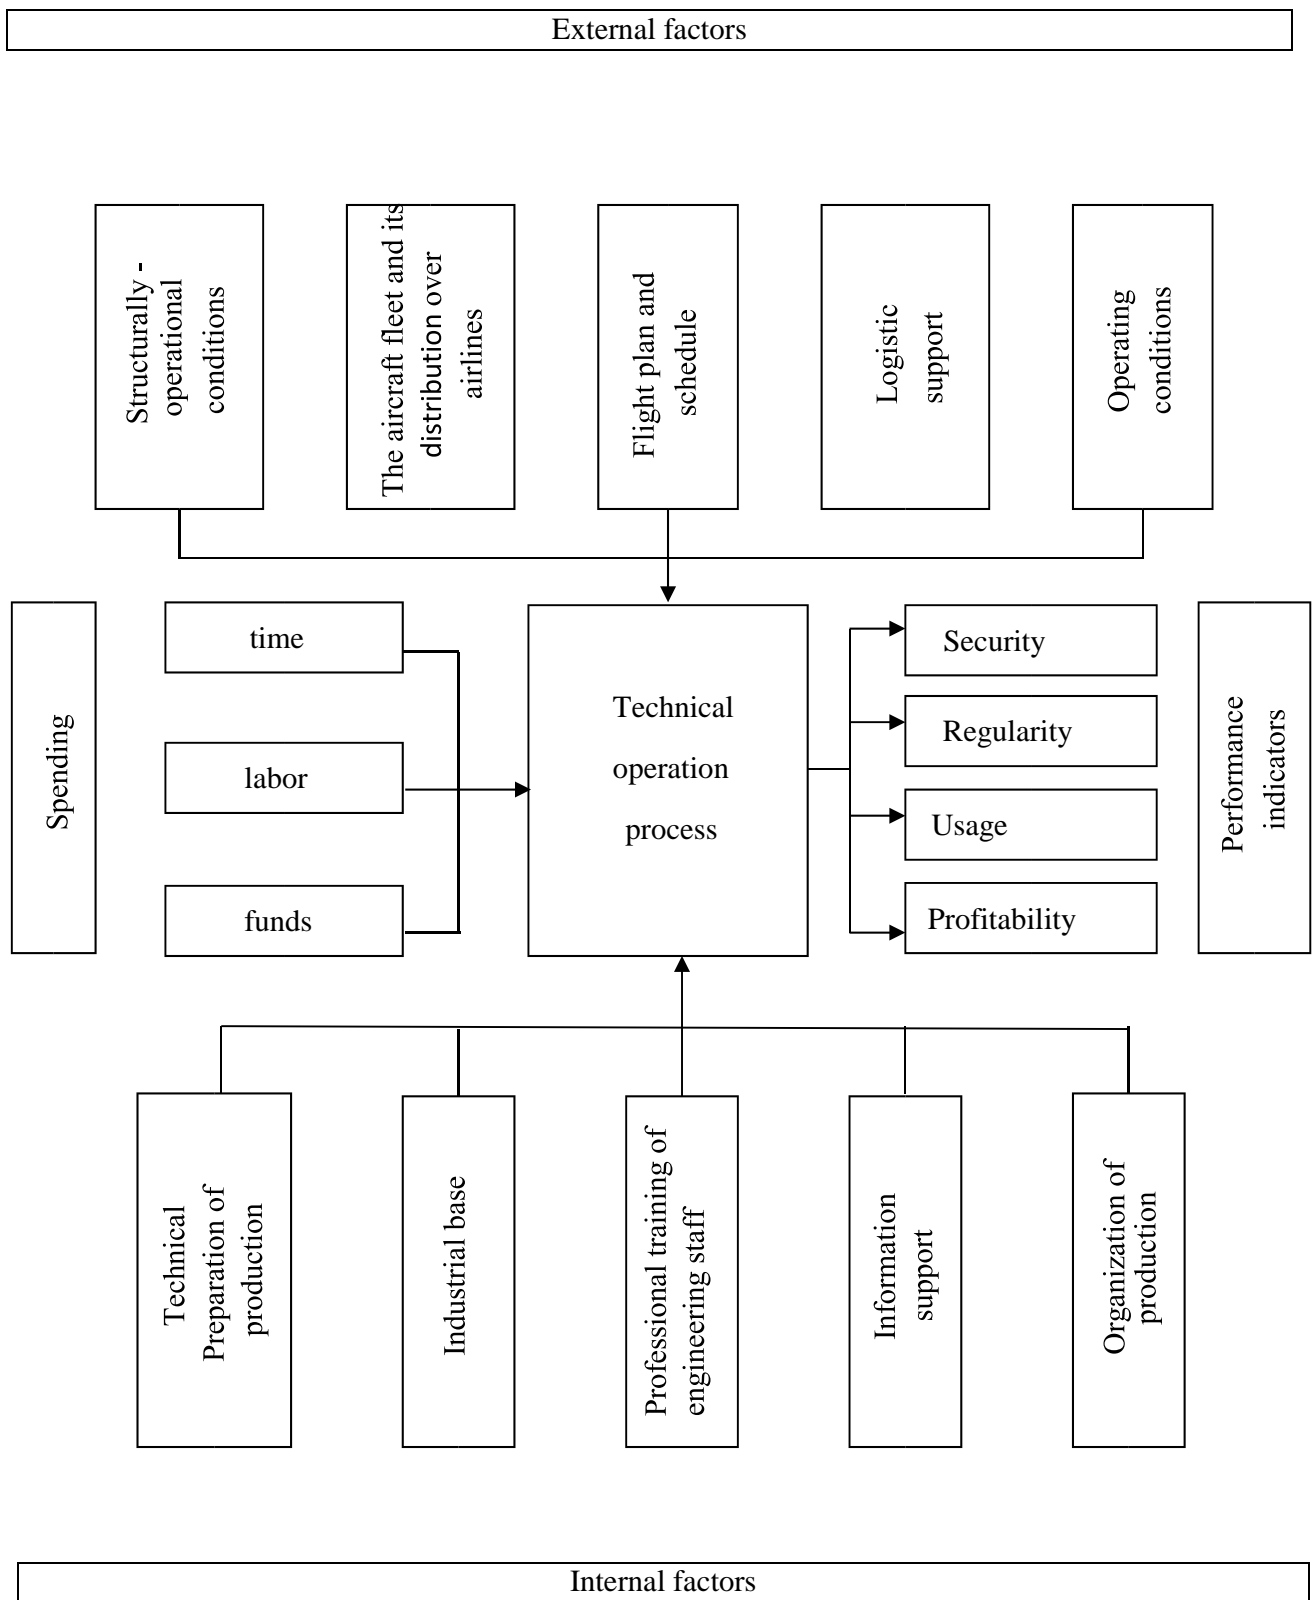 External factors
Structurally -
operational
conditions
The aircraft fleet and its
distribution over
airlines
Flight plan and
schedule
Logistic
support
Operating
conditions
Spending
time
labor
funds
Technical
operation
process
Security
Regularity
Usage
Profitability
Performance
indicators
Technical
Preparation of
production
Industrial base
Professional training of
engineering staff
Information
support
Organization of
production
Internal factors